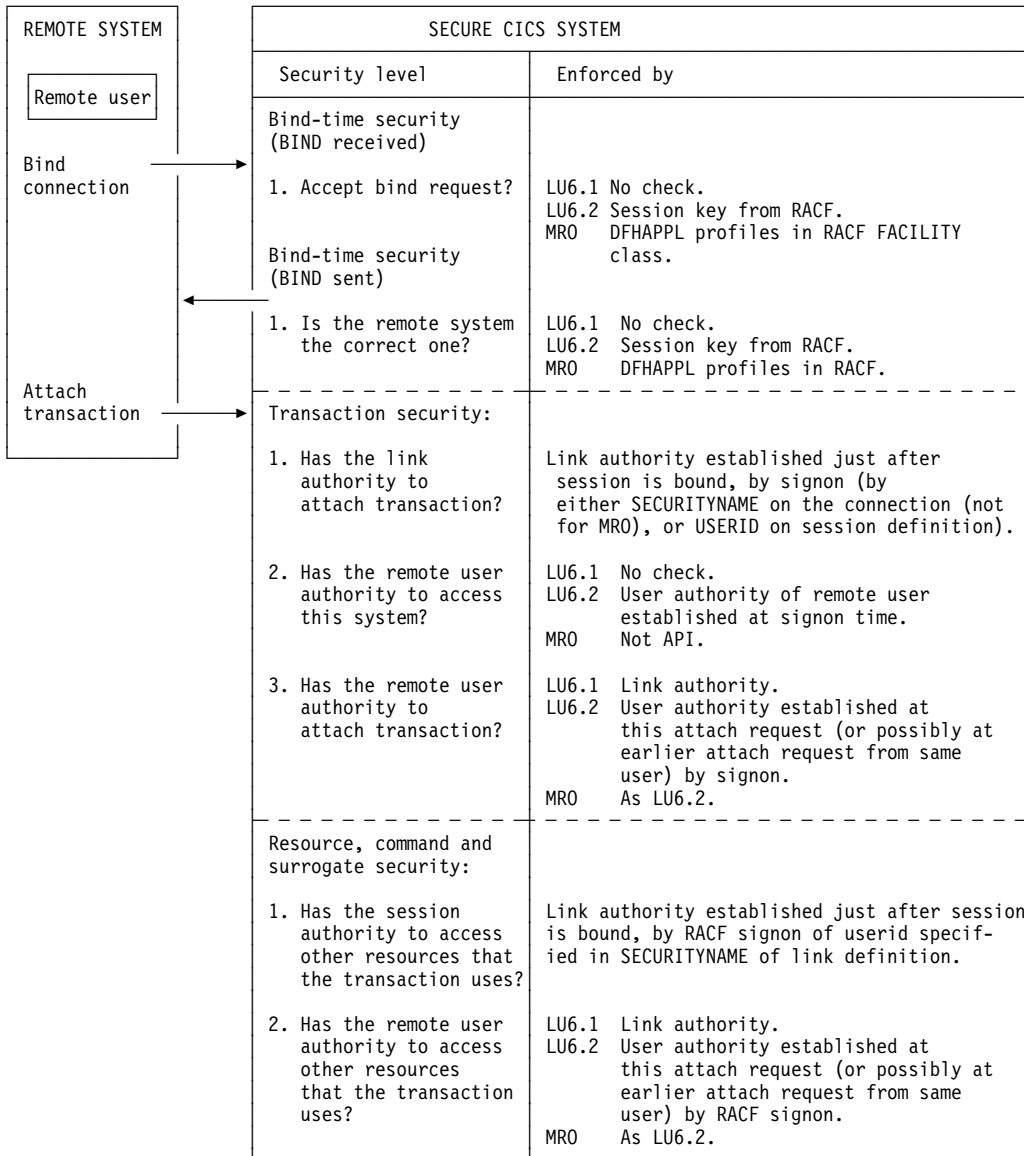 REMOTE SYSTEM
Remote user
Bind
connection
Attach
transaction
SECURE CICS SYSTEM
Security level
Enforced by
Bind-time security
(BIND received)
1. Accept bind request?
LU6.1 No check.
LU6.2 Session key from RACF.
MRO DFHAPPL profiles in RACF FACILITY
class.
Bind-time security
(BIND sent)
1. Is the remote system
the correct one?
LU6.1 No check.
LU6.2 Session key from RACF.
MRO DFHAPPL profiles in RACF.
Transaction security:
1. Has the link
authority to
attach transaction?
Link authority established just after
session is bound, by signon (by
either SECURITYNAME on the connection (not
for MRO), or USERID on session definition).
2. Has the remote user
authority to access
this system?
LU6.1 No check.
LU6.2 User authority of remote user
established at signon time.
MRO Not API.
3. Has the remote user
authority to
attach transaction?
LU6.1 Link authority.
LU6.2 User authority established at
this attach request (or possibly at
earlier attach request from same
user) by signon.
MRO As LU6.2.
Resource, command and
surrogate security:
1. Has the session
authority to access
other resources that
the transaction uses?
Link authority established just after session
is bound, by RACF signon of userid specif-
ied in SECURITYNAME of link definition.
2. Has the remote user
authority to access
other resources
that the transaction
uses?
LU6.1 Link authority.
LU6.2 User authority established at
this attach request (or possibly at
earlier attach request from same
user) by RACF signon.
MRO As LU6.2.